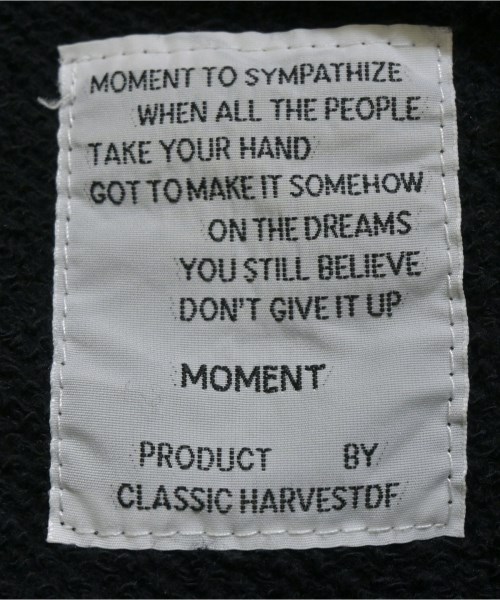 MOMENT TO SYMPATHIZE
WHEN ALL THE PEOPLE
TAKE YOUR HAND
GOT TO MAKE IT SOMEHOW
ON THE DREAMS
YOU STILL BELIEVE
DON'T GIVE IT UP
MOMENT
PRODUCT BY
CLASSIC HARVESTDF